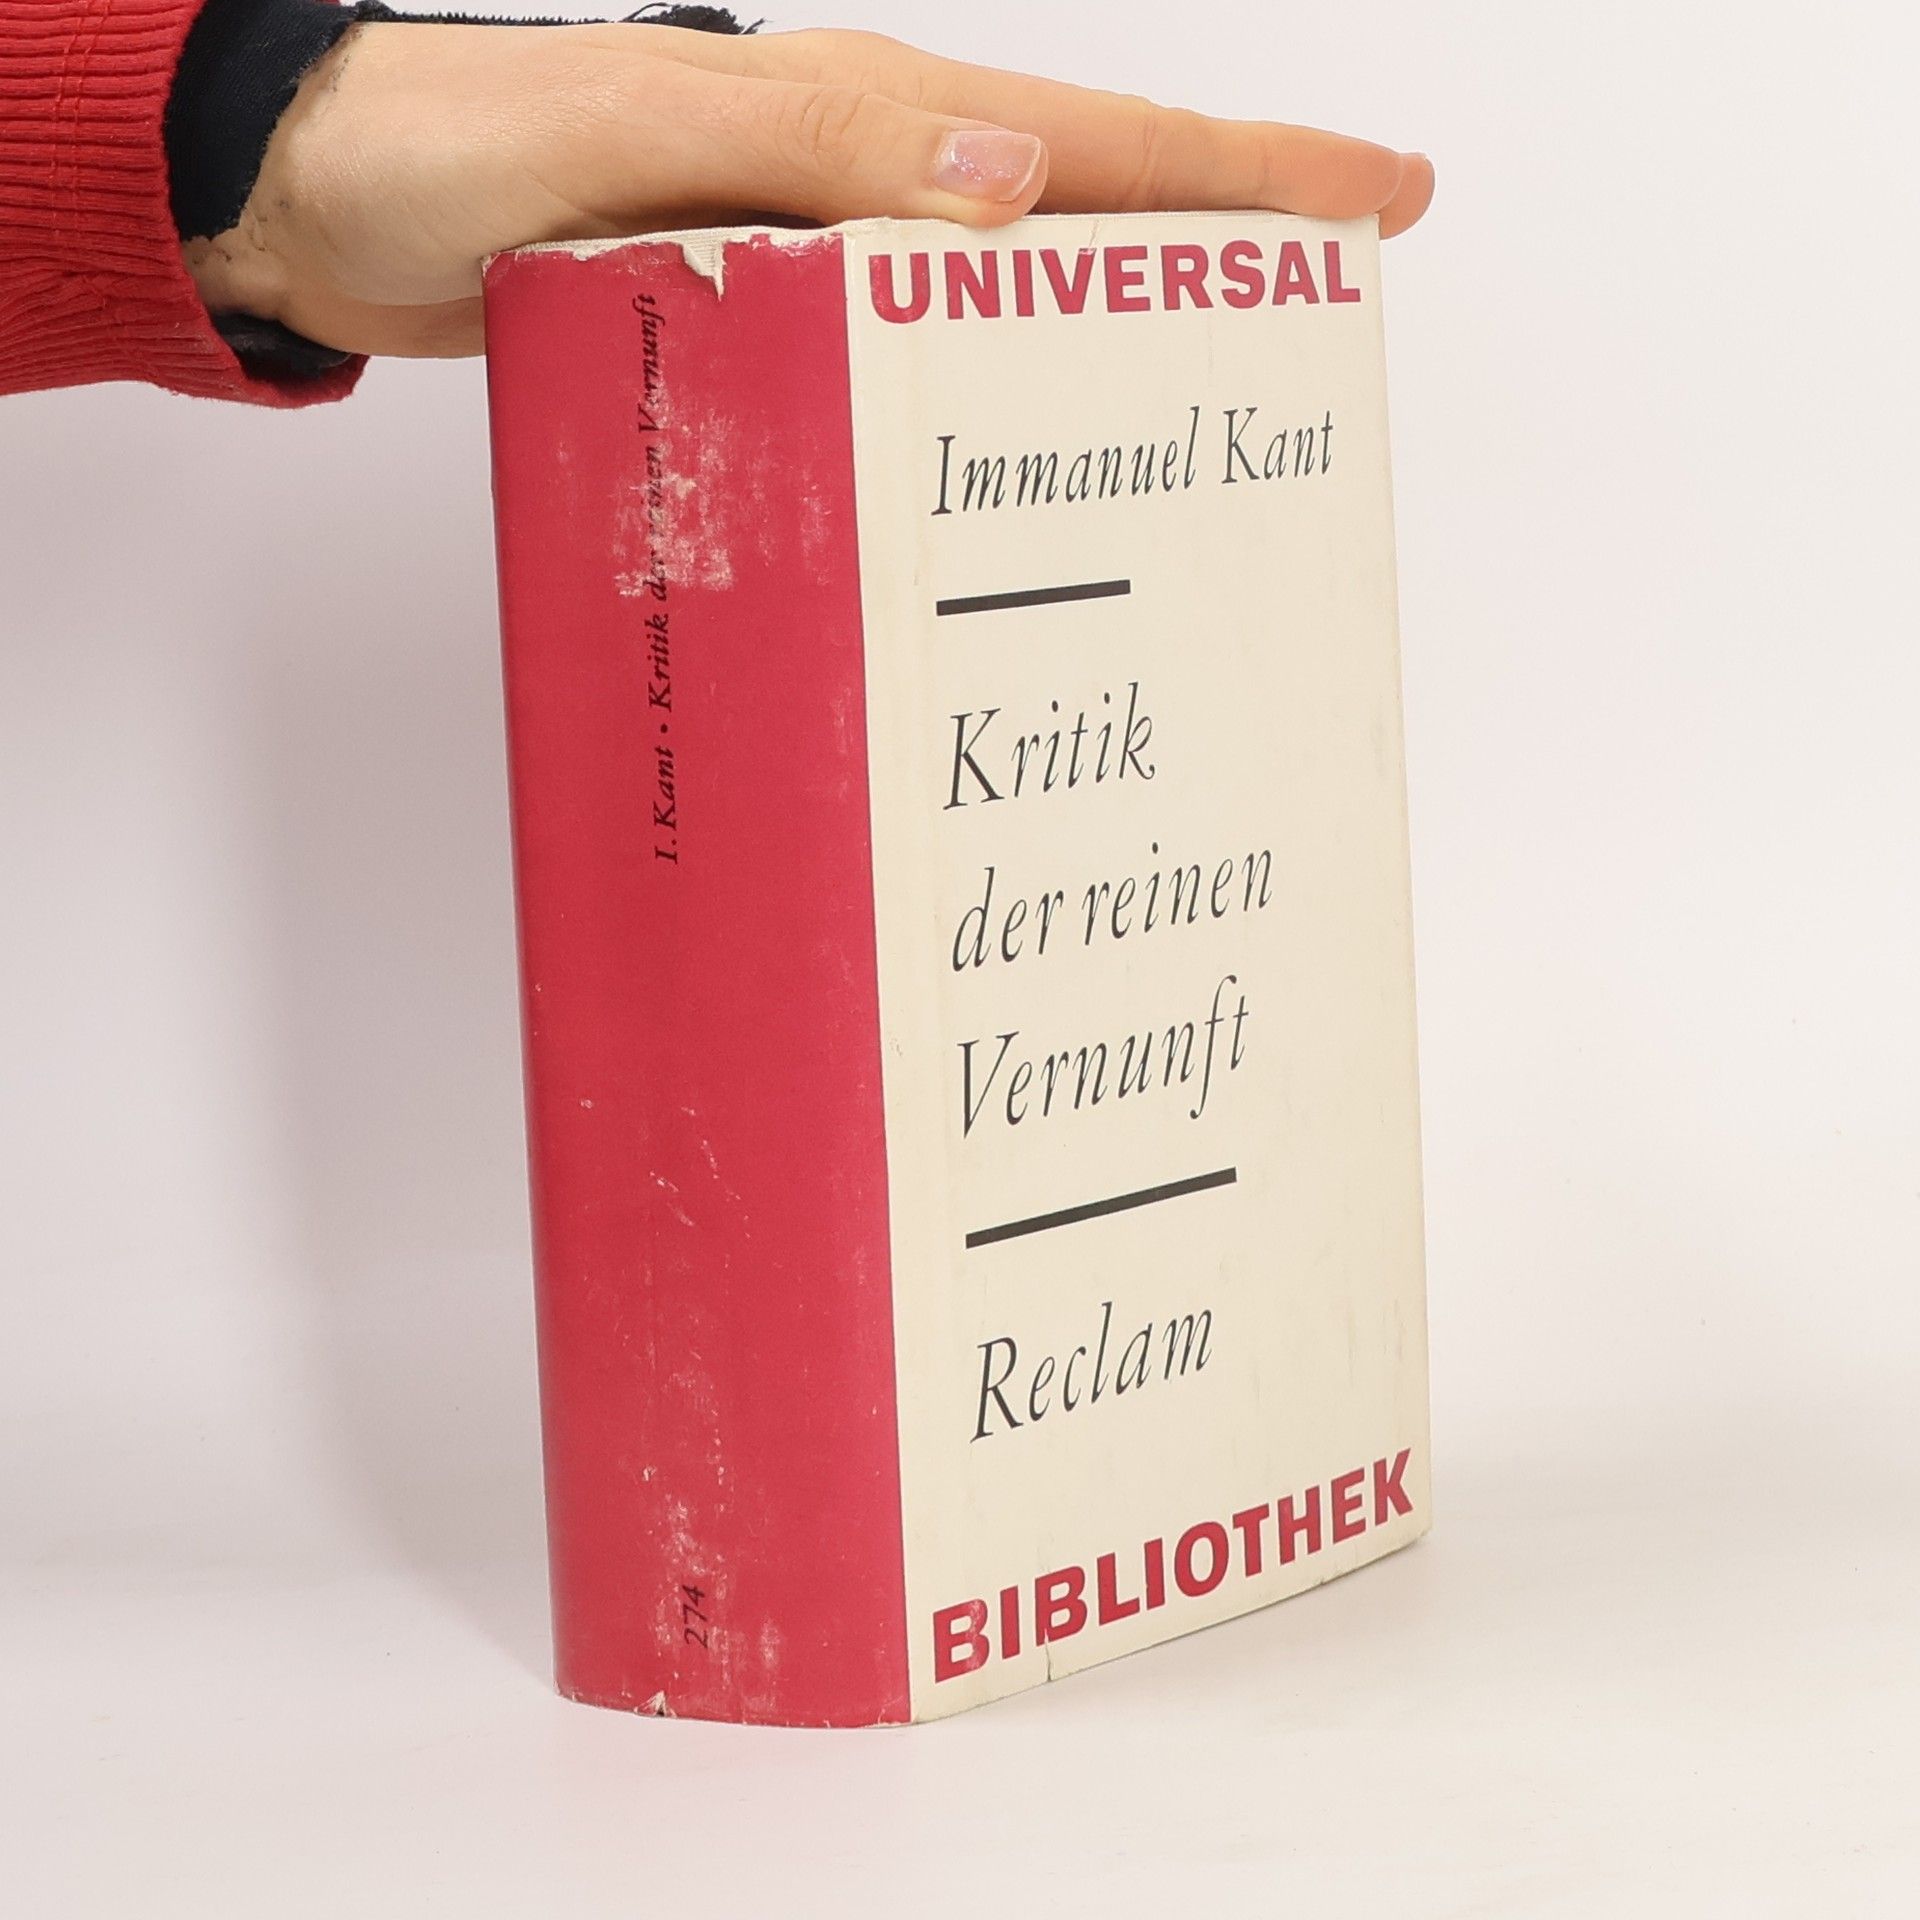 I. Kant · Kritik der reinen Vernunft
274
UNIVERSAL
Immanuel Kant
Kritik
der reinen
Vernunft
Reclam
BIBLIOTHEK